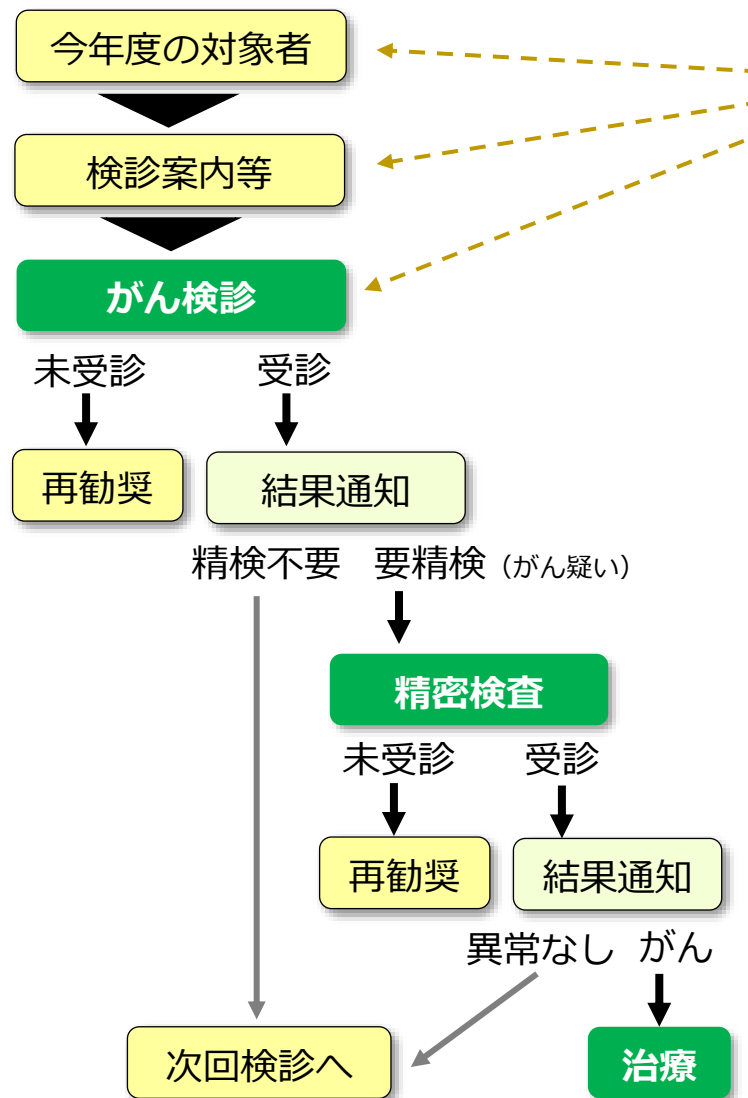 今年度の対象者
検診案内等
がん検診
未受診 受診
再勧奨 結果通知
精検不要 要精検（がん疑い）
精密検査
未受診 受診
再勧奨 結果通知
異常なし がん
次回検診へ 治療